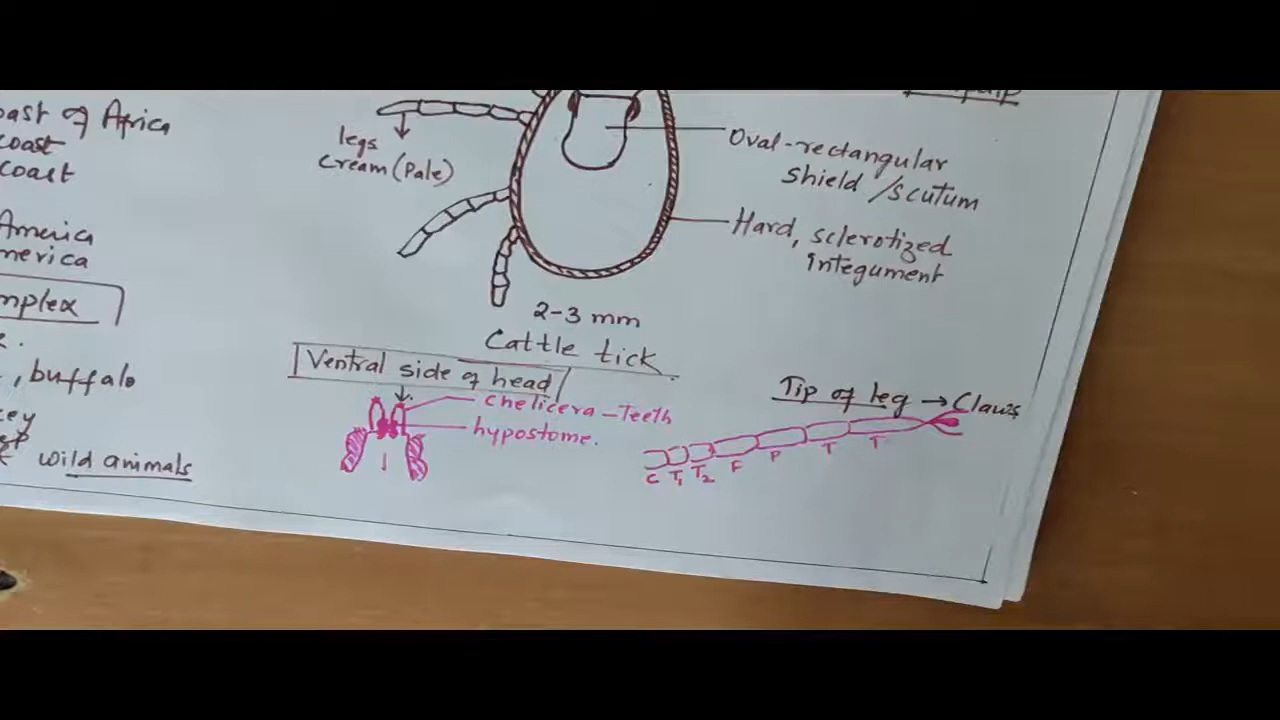 oast of Africa
coast
coast
America
merica
mplex
, buffalo
key
wild animals
legs
cream (Pale)
Oval-rectangular
shield/scutum
Hard, sclerotized
integument
2-3 mm
Cattle tick
Ventral side of head
chelicera-Teeth
hypostome.
Tip of leg → Claws
C T1 T2 F P T T